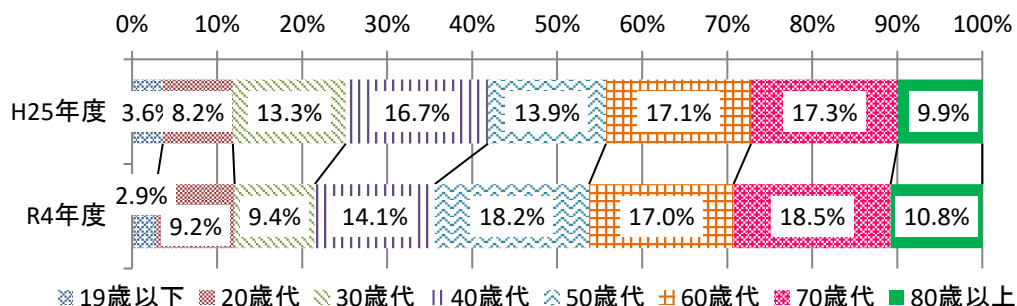 0% 10% 20% 30% 40% 50% 60% 70% 80% 90% 100%
H25年度 3.6% 8.2% 13.3% 16.7% 13.9% 17.1% 17.3% 9.9%
R4年度 2.9% 9.2% 9.4% 14.1% 18.2% 17.0% 18.5% 10.8%
19歳以下 20歳代 30歳代 40歳代 50歳代 60歳代 70歳代 80歳以上